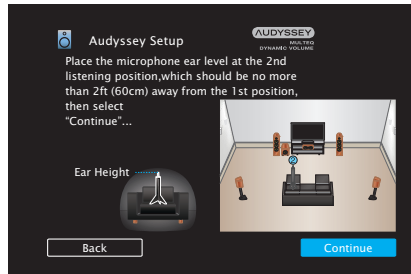 Audyssey Setup
AUDYSSEY
MULTEQ
DYNAMIC VOLUME
Place the microphone ear level at the 2nd
listening position,which should be no more
than 2ft (60cm) away from the 1st position,
then select
“Continue”...
Ear Height
2
Back
Continue